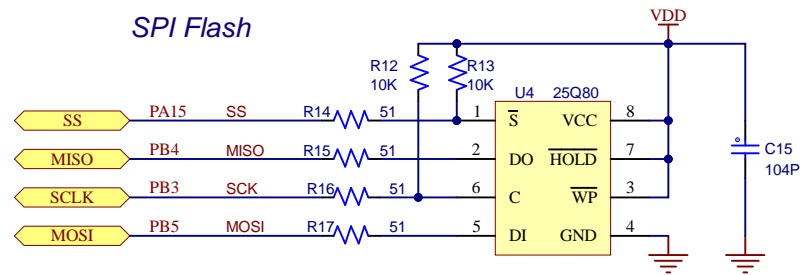 SPI Flash
VDD
R12
10K
R13
10K
U4 25Q80
SS PA15 SS R14 51 1 S VCC 8
MISO PB4 MISO R15 51 2 DO HOLD 7
SCLK PB3 SCK R16 51 6 C WP 3
MOSI PB5 MOSI R17 51 5 DI GND 4
C15
104P